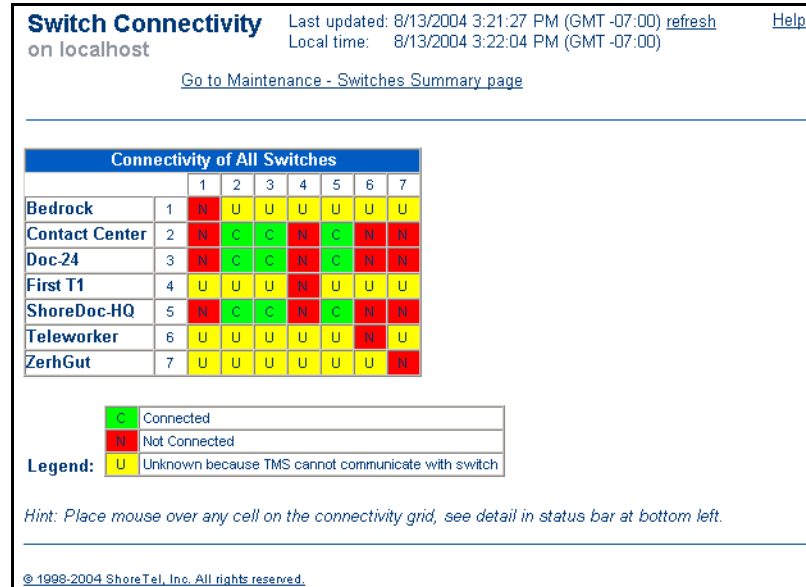 Switch Connectivity
on localhost
Last updated: 8/13/2004 3:21:27 PM (GMT -07:00) refresh
Local time: 8/13/2004 3:22:04 PM (GMT -07:00)
Help
Go to Maintenance - Switches Summary page
Connectivity of All Switches
1 2 3 4 5 6 7
Bedrock 1 N U U U U U U
Contact Center 2 N C C N C N N
Doc-24 3 N C C N C N N
First T1 4 U U U N U U U
ShoreDoc-HQ 5 N C C N C N N
Teleworker 6 U U U U U N U
ZerhGut 7 U U U U U U N
Legend:
C Connected
N Not Connected
U Unknown because TMS cannot communicate with switch
Hint: Place mouse over any cell on the connectivity grid, see detail in status bar at bottom left.
© 1998-2004 ShoreTel, Inc. All rights reserved.